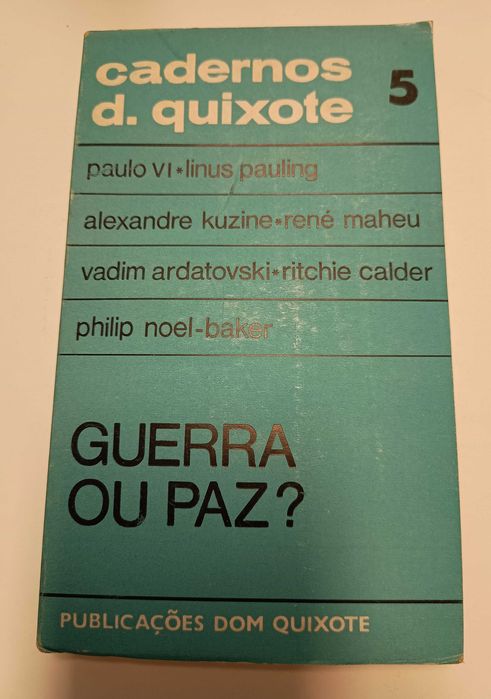 cadernos
d. quixote 5
paulo VI*linus pauling
alexandre kuzine*rené maheu
vadim ardatovski*ritchie calder
philip noel-baker
GUERRA
OU PAZ?
PUBLICAÇÕES DOM QUIXOTE